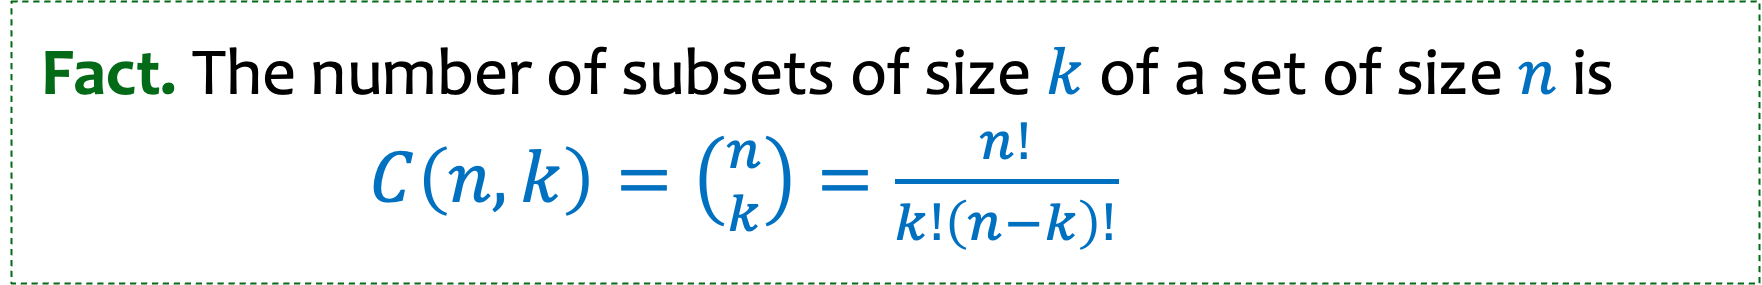 Fact. The number of subsets of size k of a set of size n is
C(n, k) = (n k) = n! / k!(n−k)!